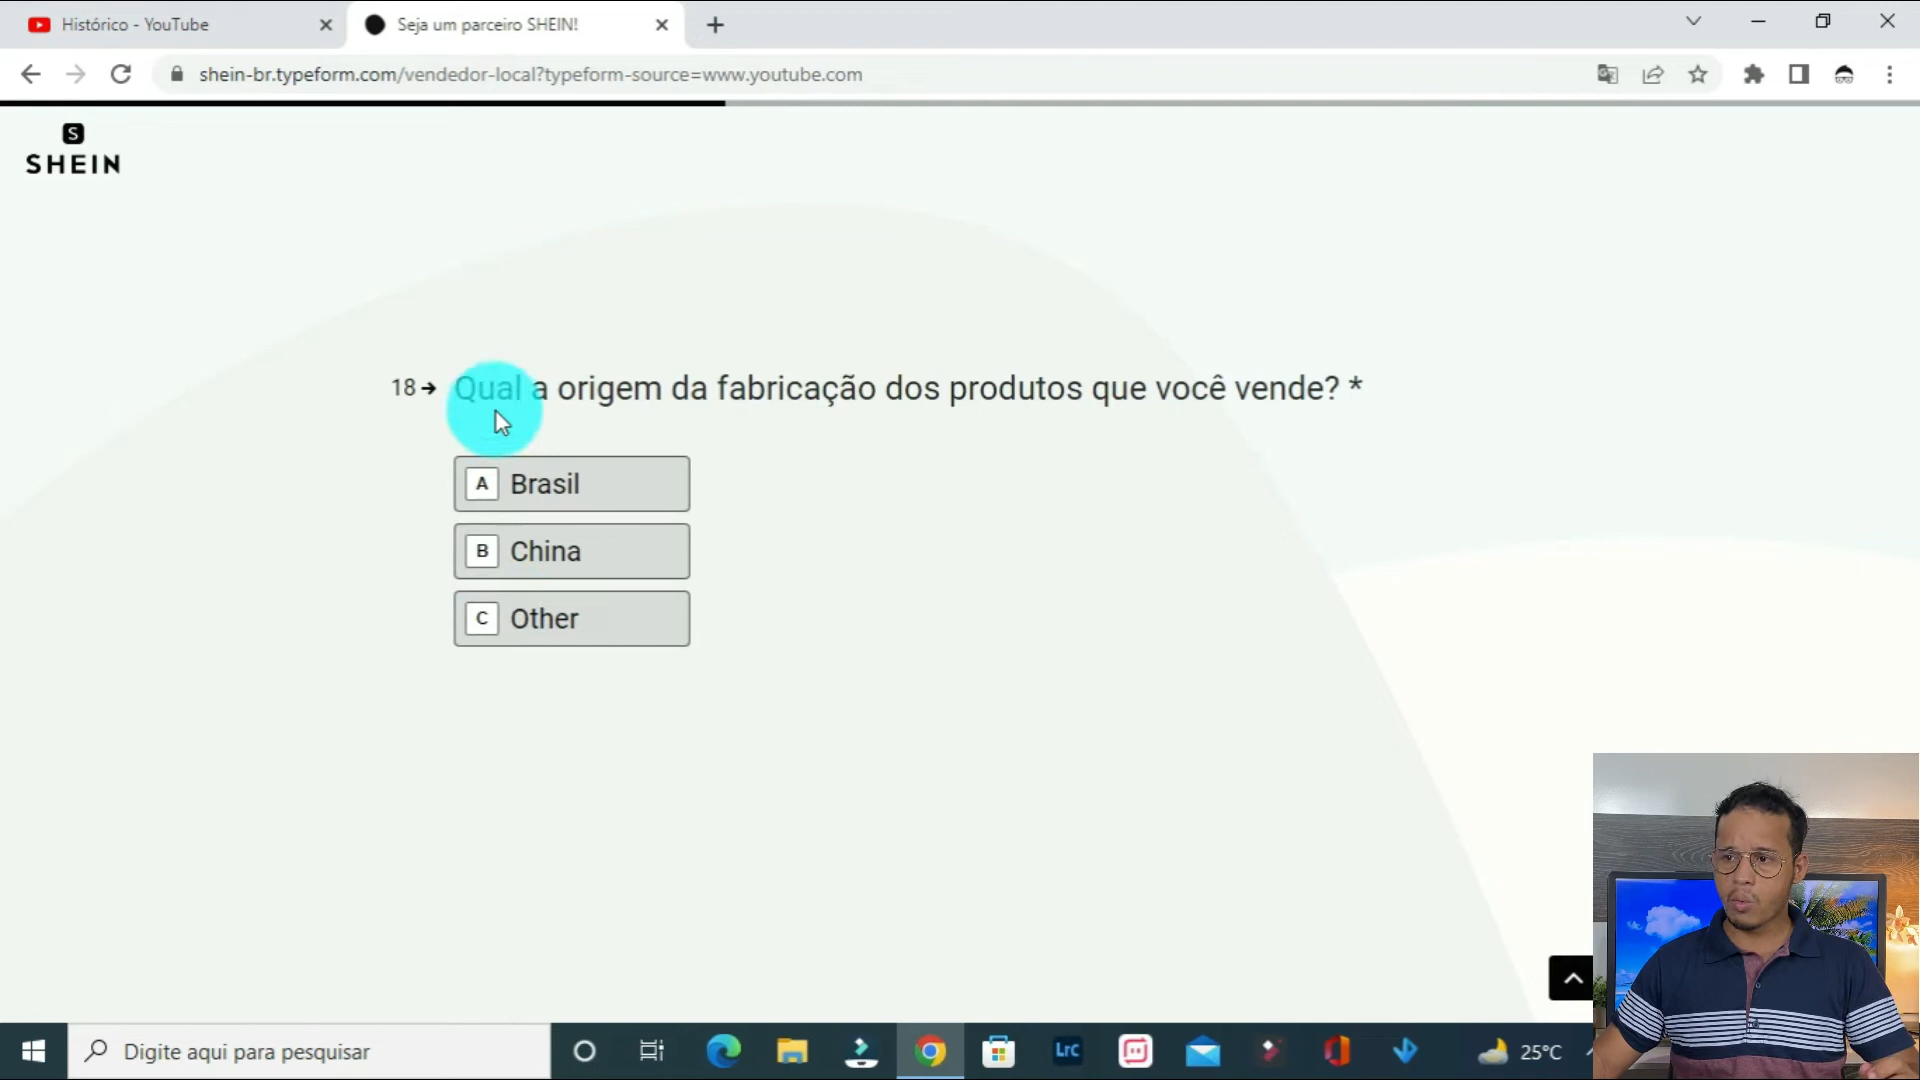 Histórico - YouTube
Seja um parceiro SHEIN!
shein-br.typeform.com/vendedor-local?typeform-source=www.youtube.com
S
SHEIN
18 Qual a origem da fabricação dos produtos que você vende? *
A Brasil
B China
C Other
Digite aqui para pesquisar
LrC
25°C